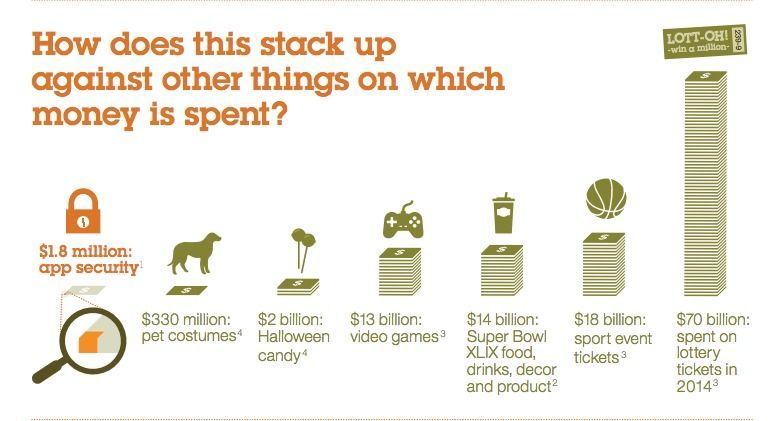 How does this stack up
against other things on which
money is spent?
LOTT-OH!
-win a million-
239-9
$1.8 million:
app security1
$330 million:
pet costumes4
$2 billion:
Halloween
candy4
$13 billion:
video games3
$14 billion:
Super Bowl
XLIX food,
drinks, decor
and product2
$18 billion:
sport event
tickets3
$70 billion:
spent on
lottery
tickets in
20143